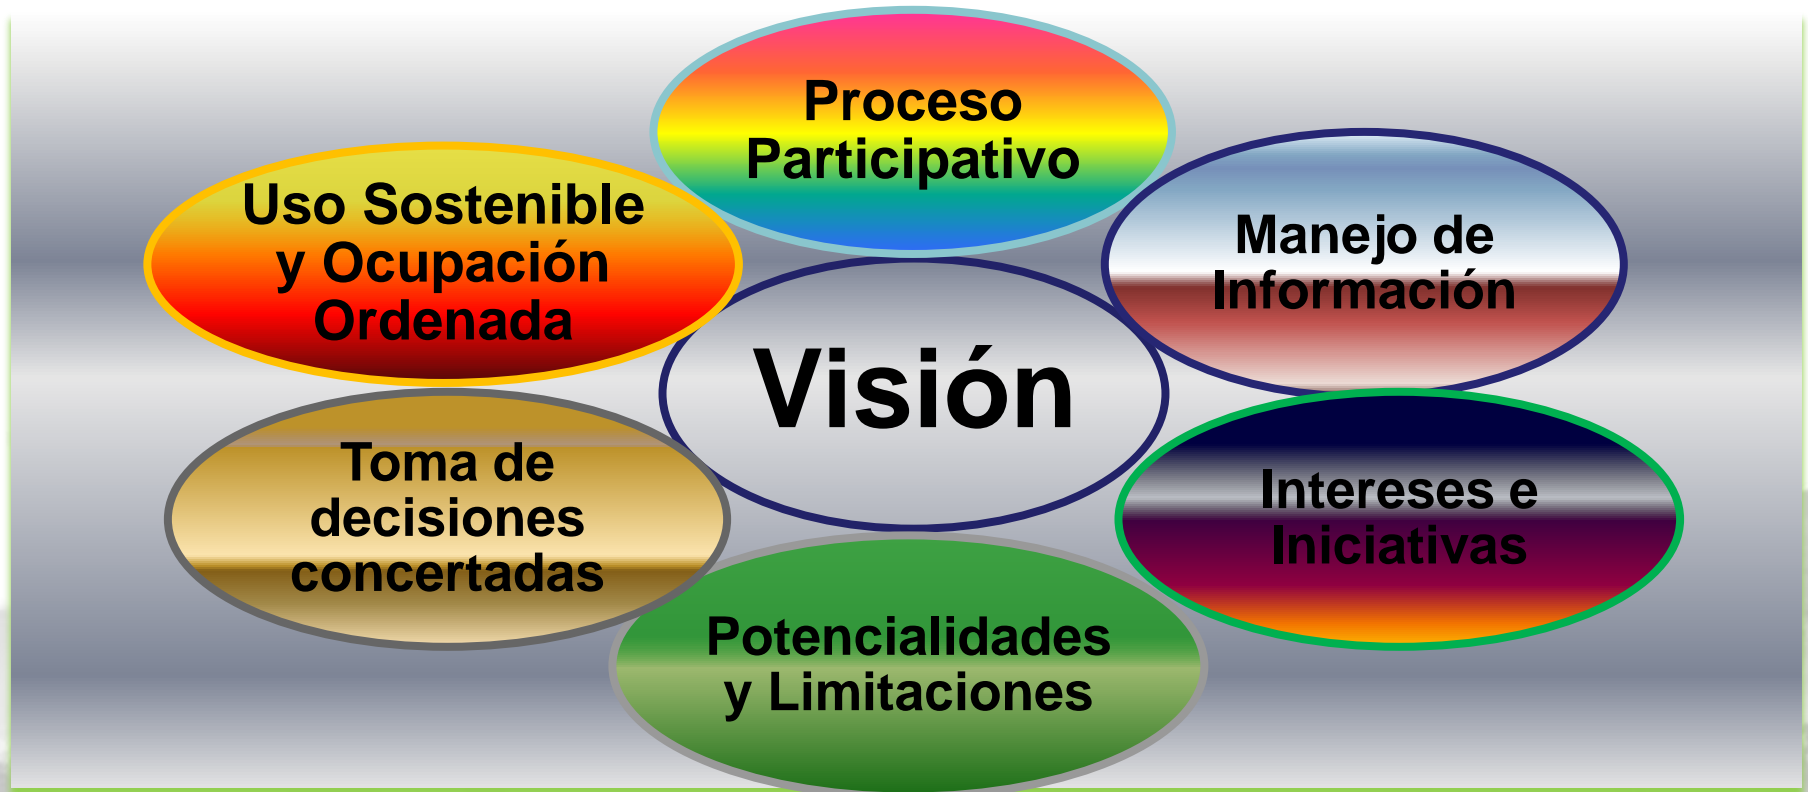 Proceso
Participativo
Uso Sostenible
y Ocupación
Ordenada
Manejo de
Información
Visión
Toma de
decisiones
concertadas
Intereses e
Iniciativas
Potencialidades
y Limitaciones